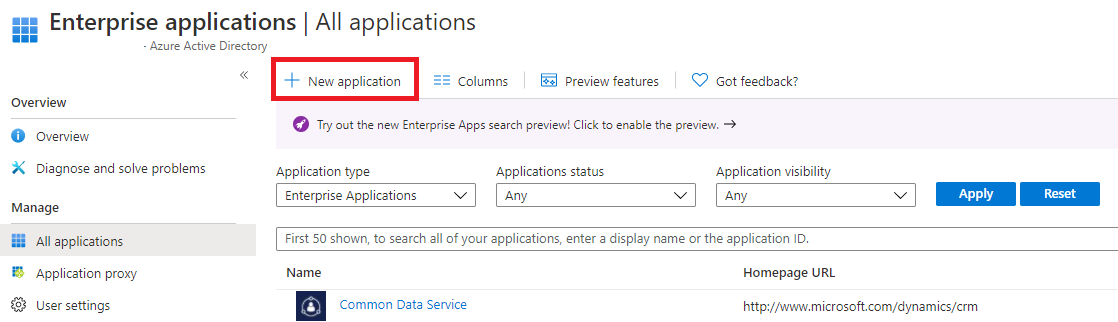 Enterprise applications | All applications
- Azure Active Directory
«
New application
Columns
Preview features
Got feedback?
Overview
Overview
Diagnose and solve problems
Manage
All applications
Application proxy
User settings
Try out the new Enterprise Apps search preview! Click to enable the preview. →
Application type
Applications status
Application visibility
Enterprise Applications
Any
Any
Apply
Reset
First 50 shown, to search all of your applications, enter a display name or the application ID.
Name
Homepage URL
Common Data Service
http://www.microsoft.com/dynamics/crm